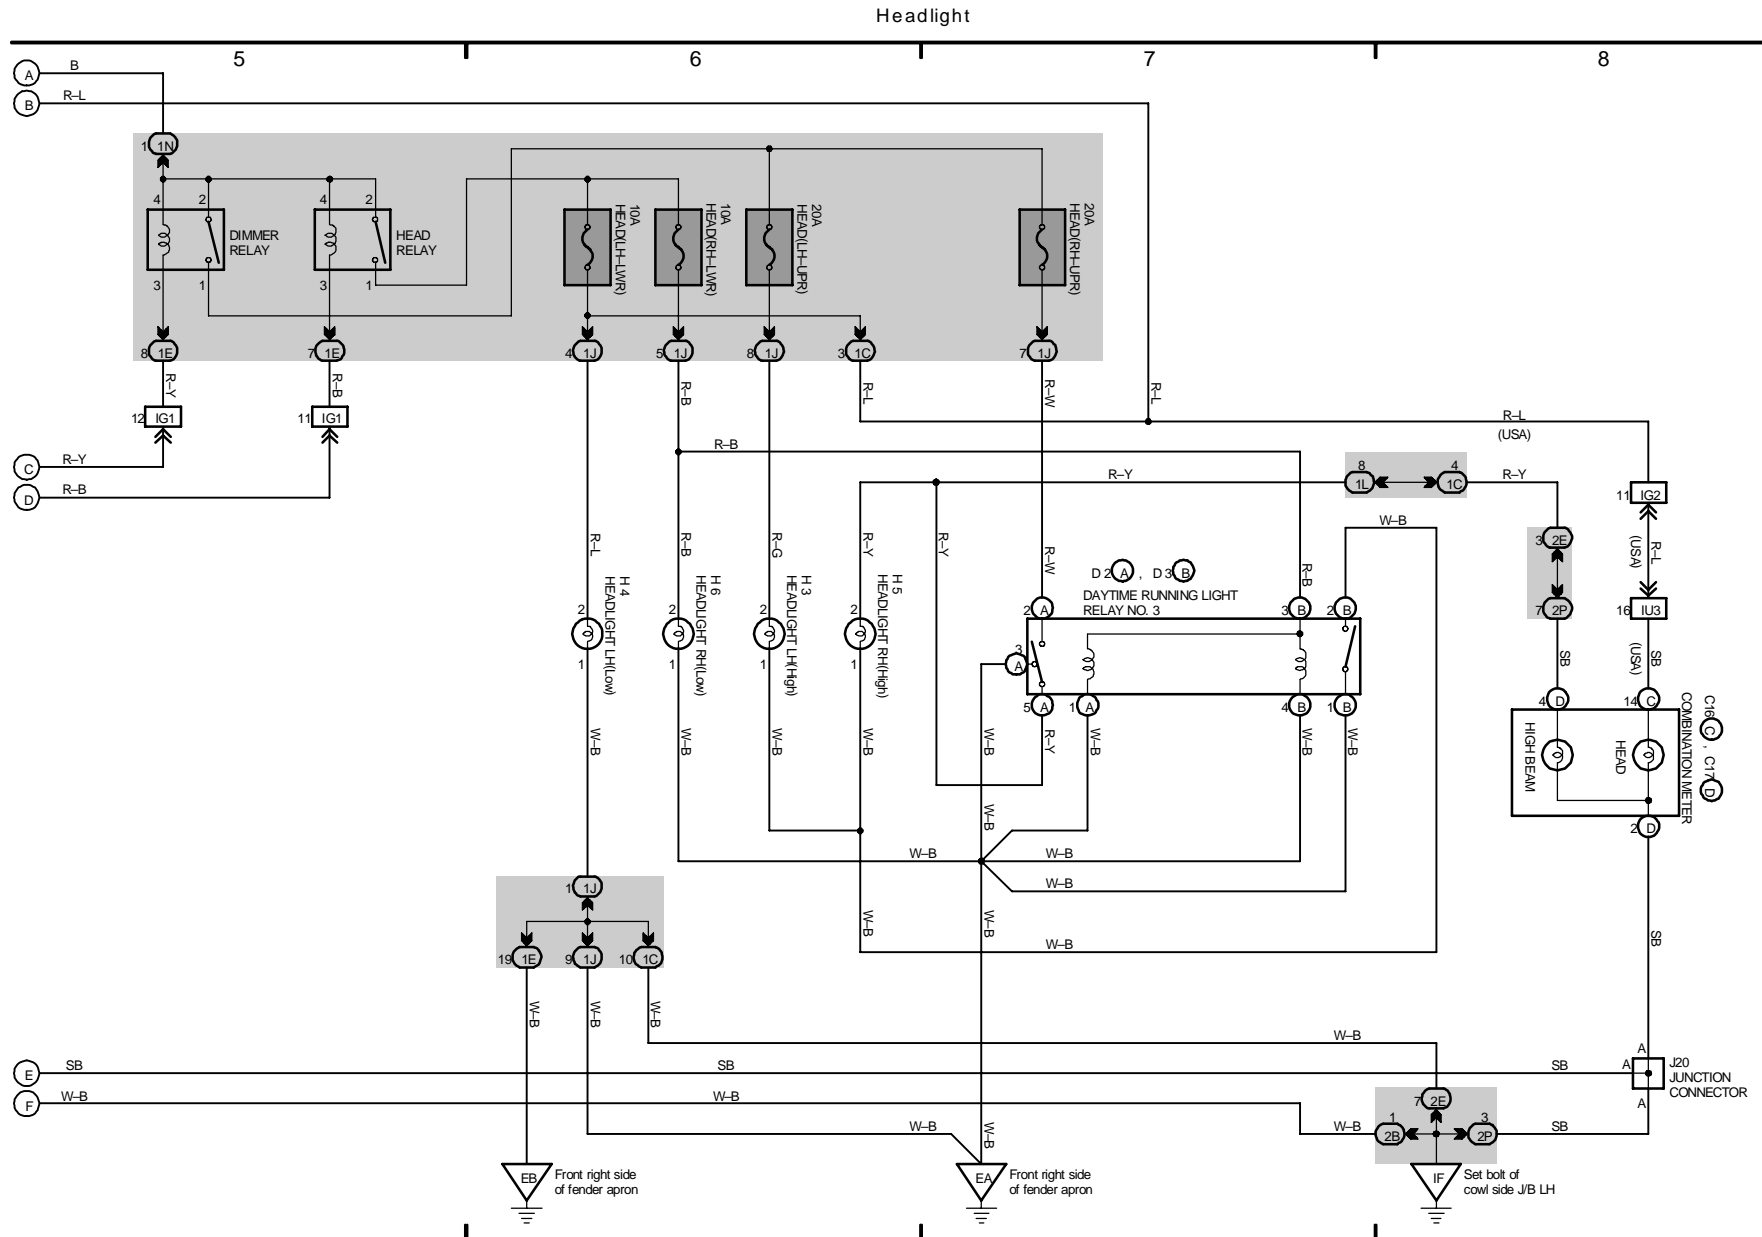 Headlight
5
6
7
8
A
B
B
R–L
1
1N
4
2
4
2
DIMMER
RELAY
HEAD
RELAY
3
1
3
1
10A
HEAD(LH–LWR)
10A
HEAD(RH–LWR)
20A
HEAD(LH–UPR)
20A
HEAD(RH–UPR)
8
1E
7
1E
4
1J
5
1J
8
1J
3
1C
7
1J
R–Y
R–B
R–B
R–L
R–W
R–L
12
IG1
11
IG1
R–L
(USA)
C
R–Y
D
R–B
R–B
R–Y
8
1L
4
1C
R–Y
11
IG2
W–B
R–L
R–B
R–G
R–Y
R–Y
R–W
R–B
3
2E
R–L
(USA)
D 2
A
,
D 3
B
DAYTIME RUNNING LIGHT
RELAY NO. 3
2
A
3
B
2
B
7
2P
16
IU3
2
H 4
HEADLIGHT LH(Low)
1
2
H 6
HEADLIGHT RH(Low)
1
2
H 3
HEADLIGHT LH(High)
1
2
H 5
HEADLIGHT RH(High)
1
3
A
SB
SB
(USA)
5
A
1
A
4
B
1
B
4
D
14
C
W–B
W–B
W–B
W–B
W–B
R–Y
W–B
W–B
W–B
HIGH BEAM
HEAD
COMBINATION METER
C16
C
,
C17
D
W–B
2
D
W–B
W–B
W–B
1
1J
W–B
W–B
W–B
SB
19
1E
9
1J
10
1C
W–B
W–B
W–B
W–B
E
SB
SB
SB
A
A
J20
JUNCTION
CONNECTOR
A
F
W–B
W–B
7
2E
W–B
W–B
W–B
1
2B
3
2P
SB
EB
Front right side
of fender apron
EA
Front right side
of fender apron
IF
Set bolt of
cowl side J/B LH